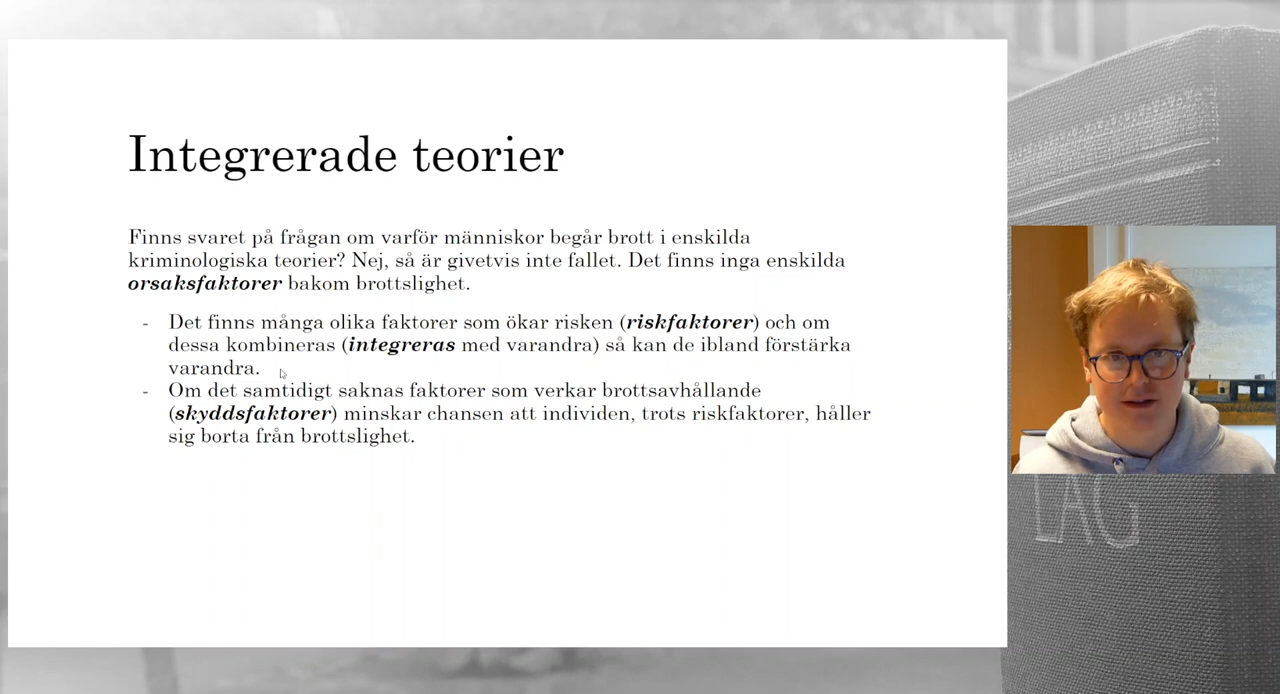 Integrerade teorier
Finns svaret på frågan om varför människor begår brott i enskilda
kriminologiska teorier? Nej, så är givetvis inte fallet. Det finns inga enskilda
orsaksfaktorer bakom brottslighet.
- Det finns många olika faktorer som ökar risken (riskfaktorer) och om
dessa kombineras (integreras med varandra) så kan de ibland förstärka
varandra.
- Om det samtidigt saknas faktorer som verkar brottsavhållande
(skyddsfaktorer) minskar chansen att individen, trots riskfaktorer, håller
sig borta från brottslighet.
LAG